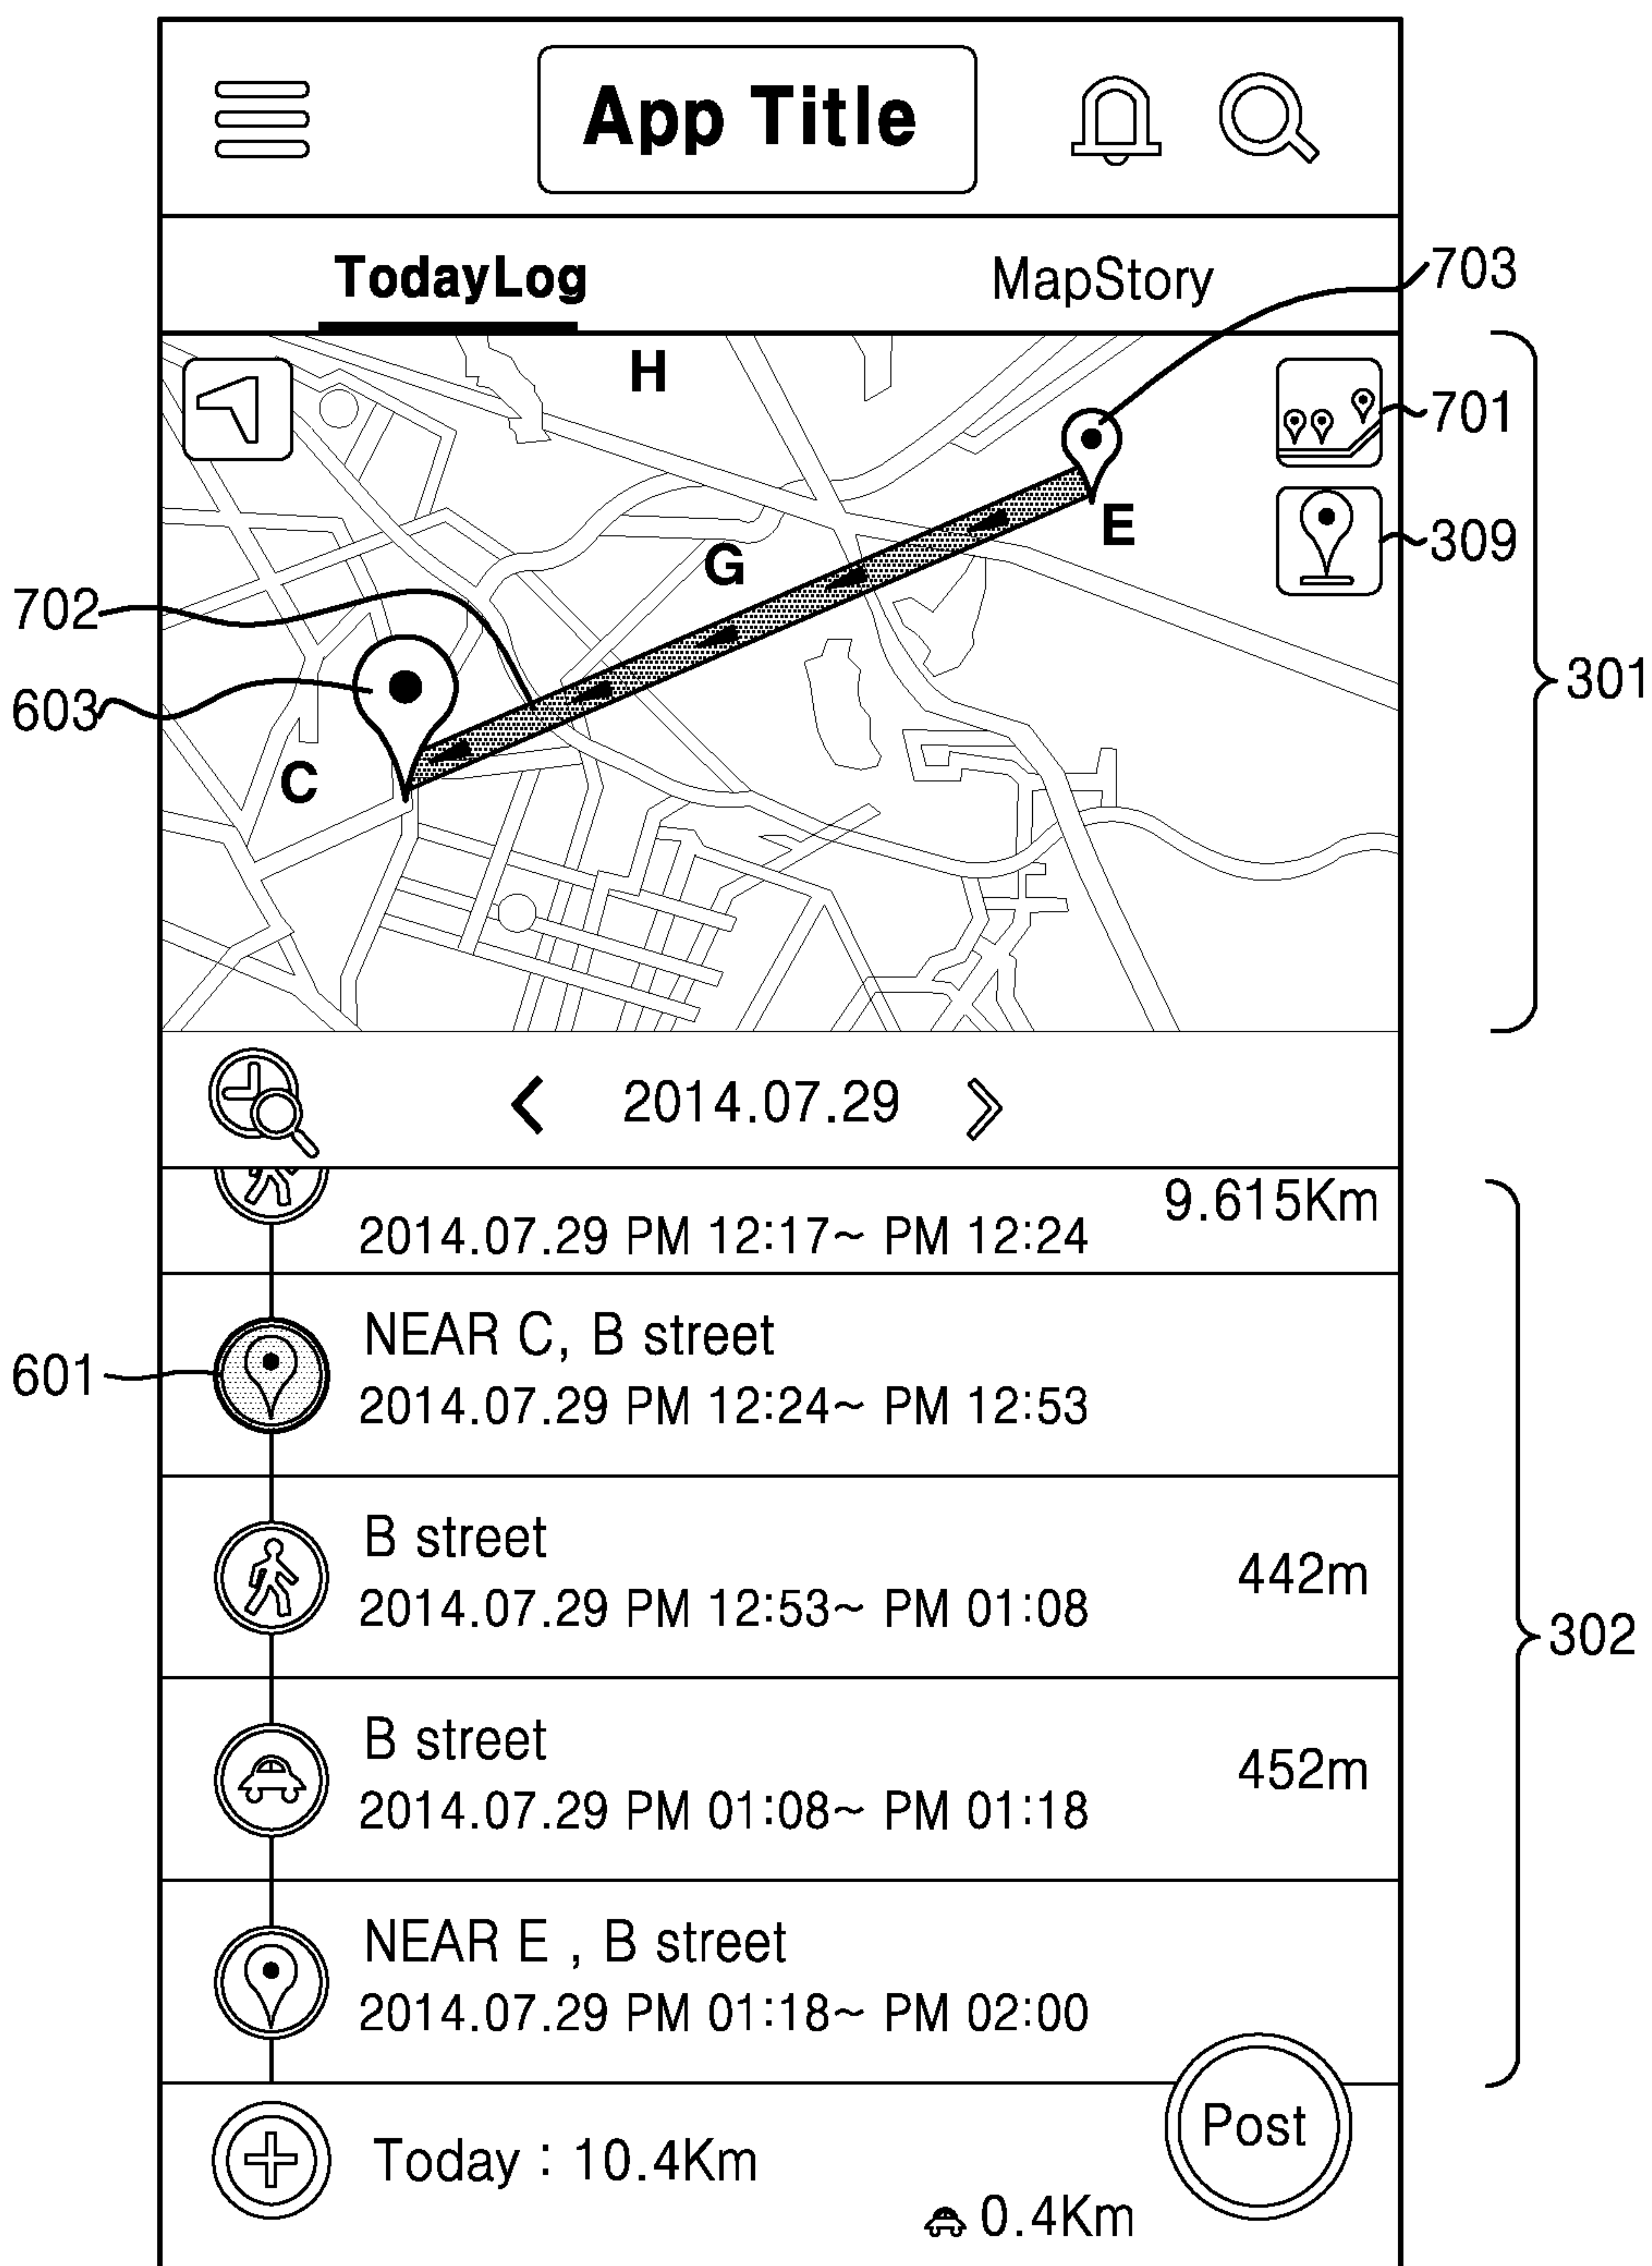 App Title
TodayLog MapStory
703
H
701
E
309
G
702
301
603
C
2014.07.29
9.615Km
2014.07.29 PM 12:17~ PM 12:24
NEAR C, B street
601
2014.07.29 PM 12:24~ PM 12:53
B street
442m
2014.07.29 PM 12:53~ PM 01:08
302
B street
452m
2014.07.29 PM 01:08~ PM 01:18
NEAR E , B street
2014.07.29 PM 01:18~ PM 02:00
Post
Today : 10.4Km
0.4Km